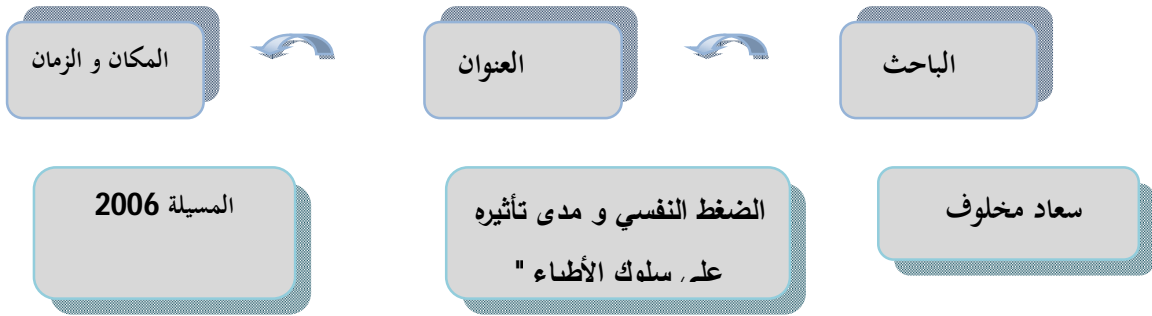 الباحث
العنوان
المكان و الزمان
سعاد مخلوف
الضغط النفسي و مدى تأثيره
على سلوك الأطباء "
المسيلة 2006